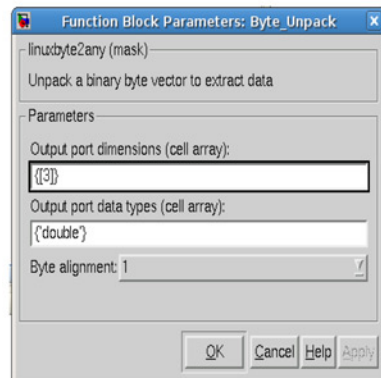 Function Block Parameters: Byte_Unpack
linuxbyte2any (mask)
Unpack a binary byte vector to extract data
Parameters
Output port dimensions (cell array):
{[3]}
Output port data types (cell array):
{'double'}
Byte alignment: 1
OK Cancel Help Apply